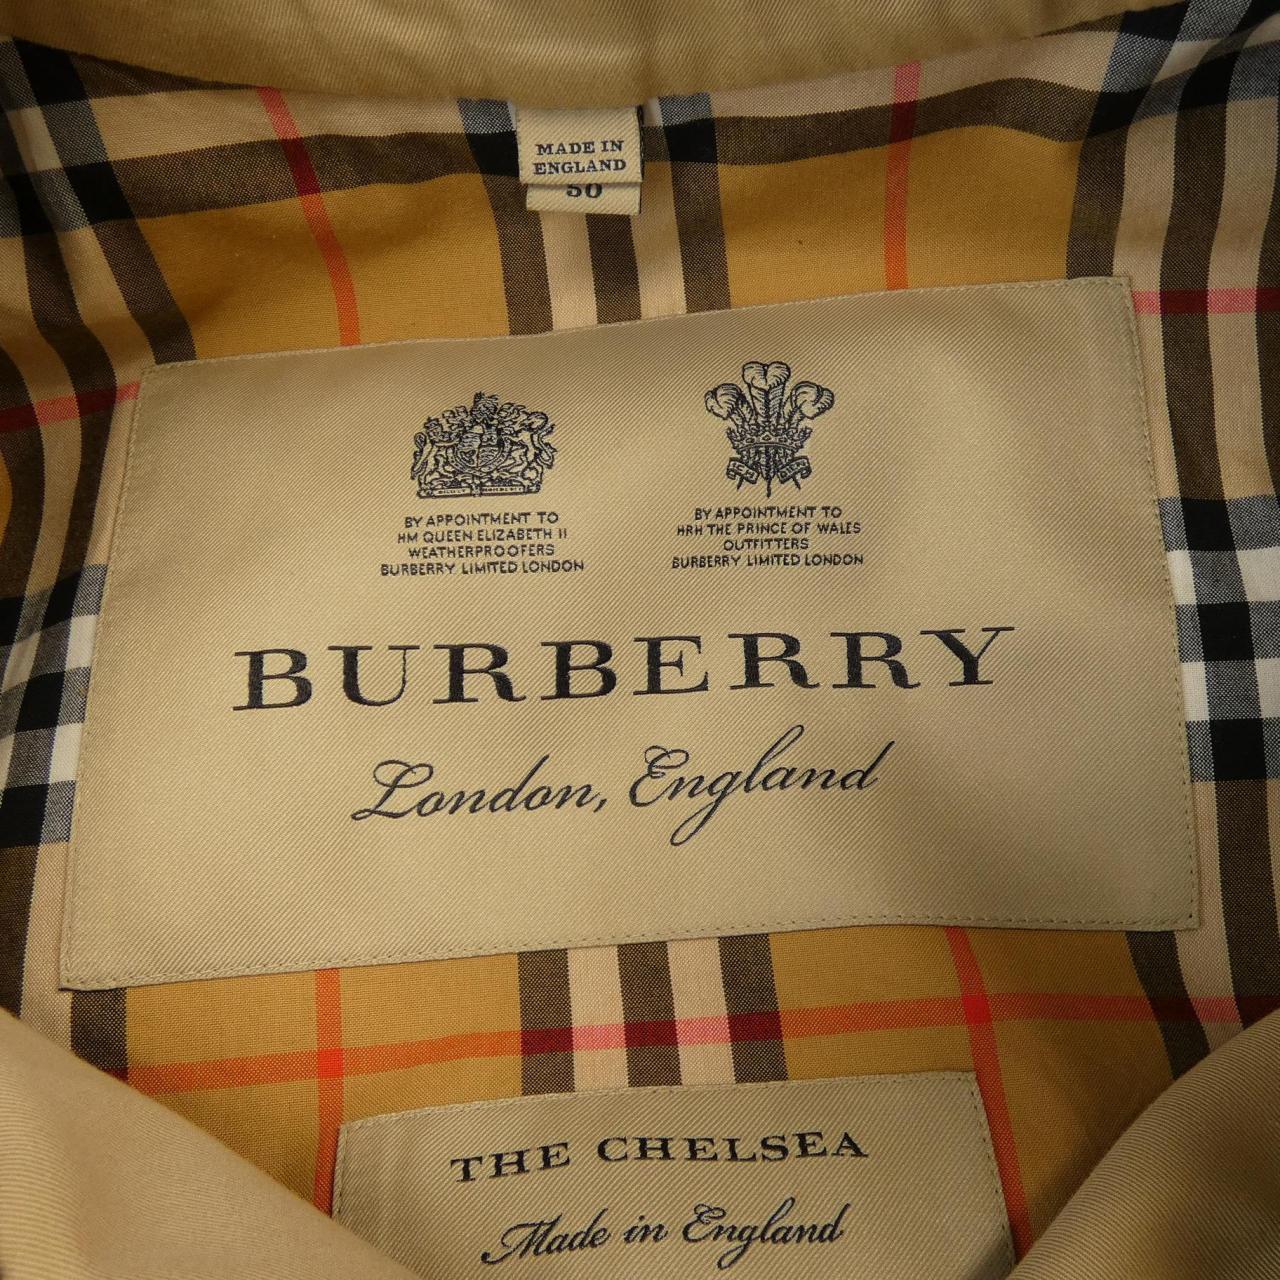 MADE IN
ENGLAND
50
BY APPOINTMENT TO
HM QUEEN ELIZABETH II
WEATHERPROOFERS
BURBERRY LIMITED LONDON
BY APPOINTMENT TO
HRH THE PRINCE OF WALES
OUTFITTERS
BURBERRY LIMITED LONDON
BURBERRY
London, England
THE CHELSEA
Made in England